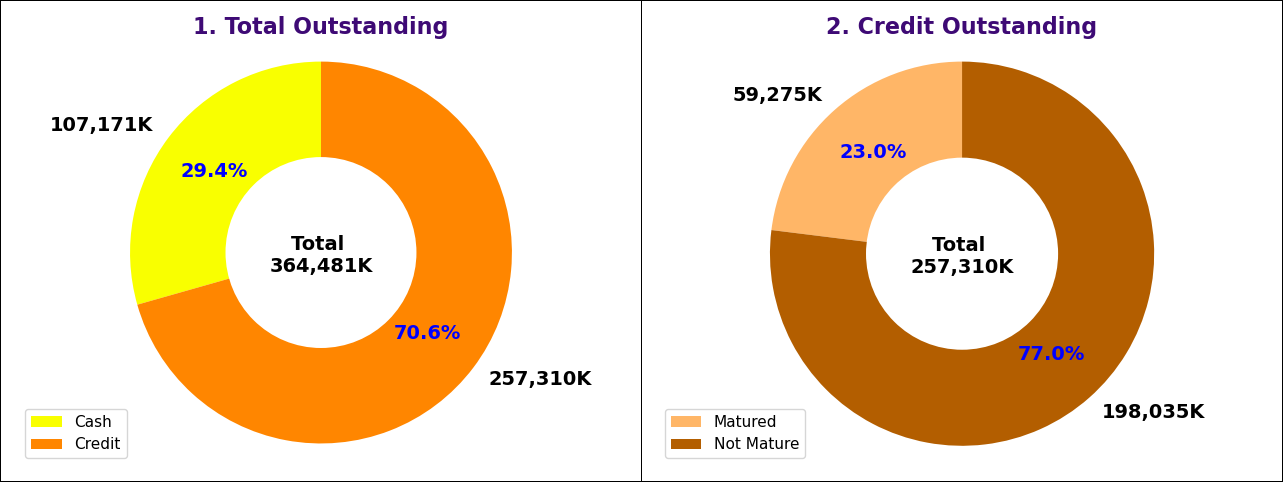 1. Total Outstanding
107,171K
29.4%
Total
364,481K
70.6%
257,310K
Cash
Credit
2. Credit Outstanding
59,275K
23.0%
Total
257,310K
77.0%
198,035K
Matured
Not Mature